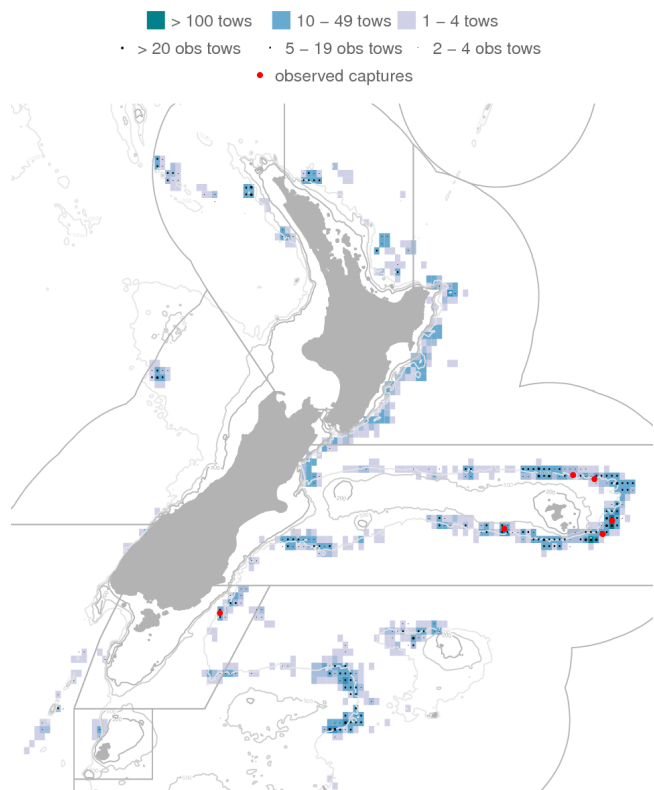 > 100 tows 10 − 49 tows 1 − 4 tows
> 20 obs tows 5 − 19 obs tows 2 − 4 obs tows
observed captures